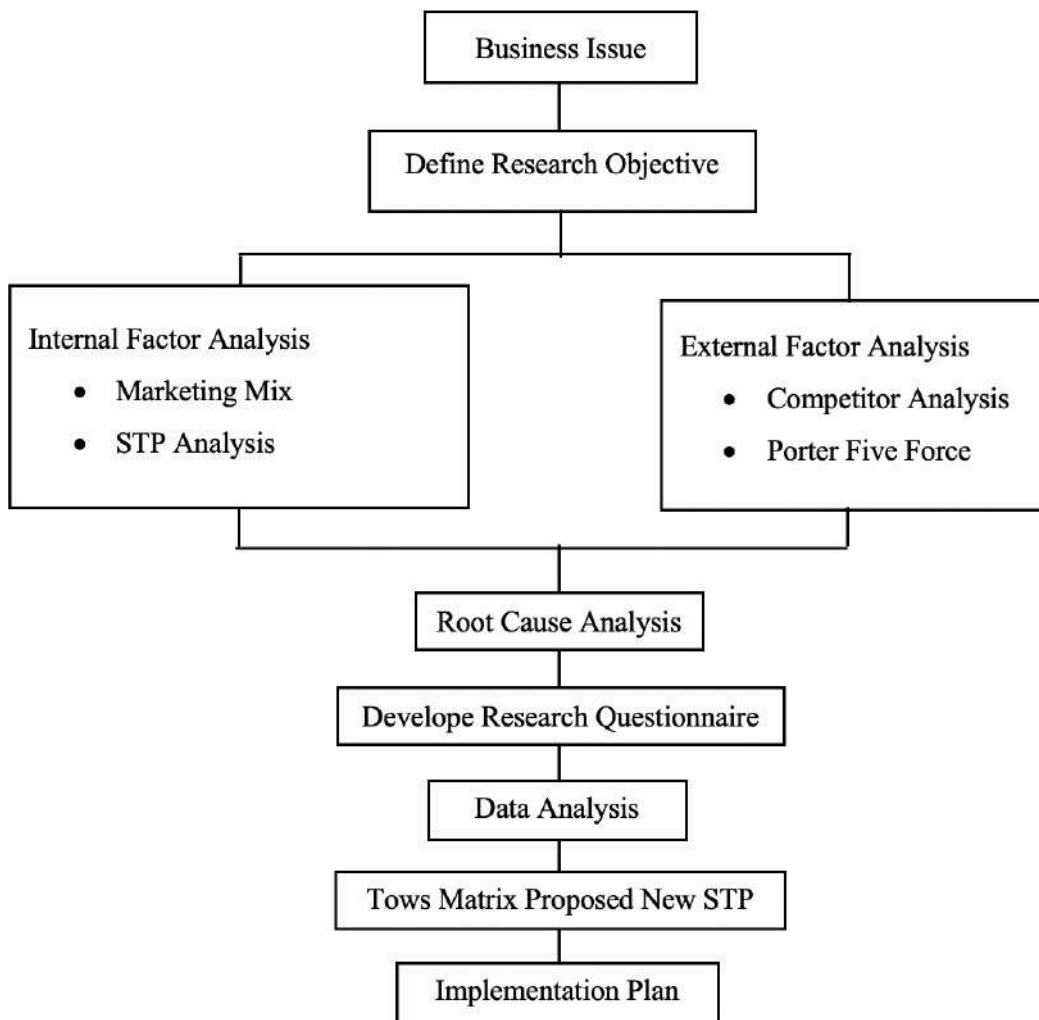 Business Issue
Define Research Objective
Internal Factor Analysis
• Marketing Mix
• STP Analysis
External Factor Analysis
• Competitor Analysis
• Porter Five Force
Root Cause Analysis
Develope Research Questionnaire
Data Analysis
Tows Matrix Proposed New STP
Implementation Plan